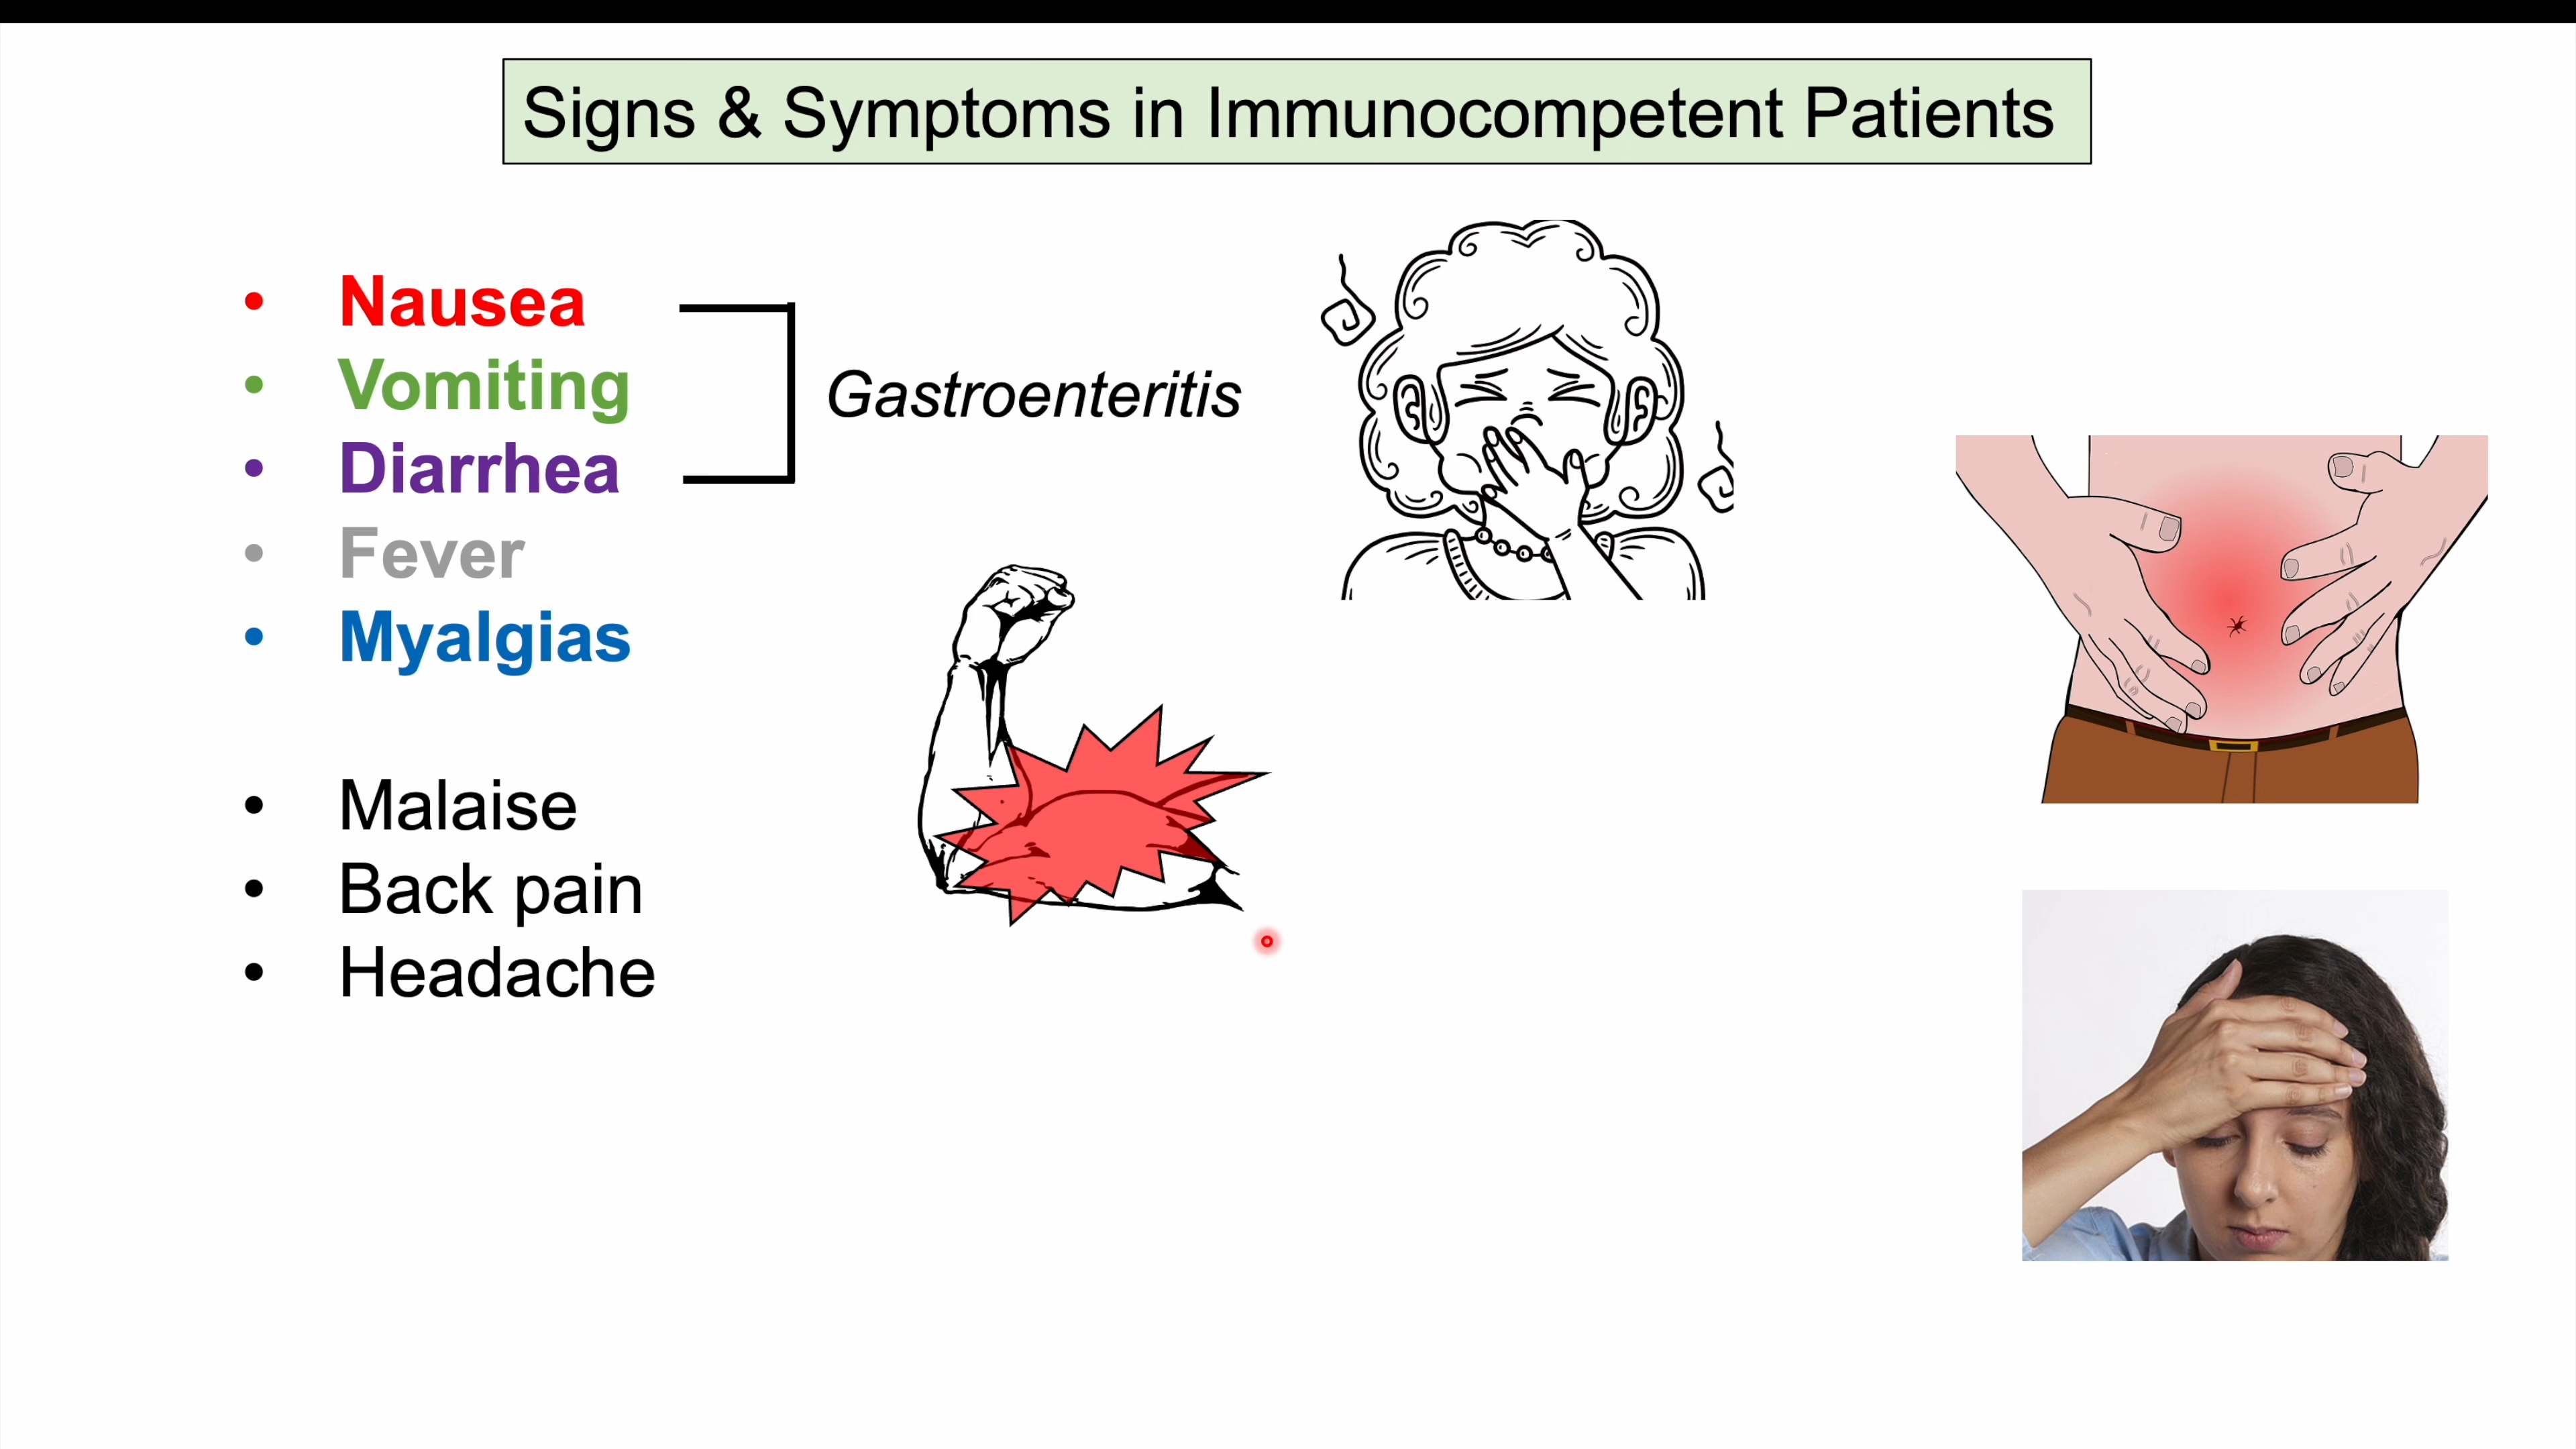 Signs & Symptoms in Immunocompetent Patients
• Nausea
• Vomiting
• Diarrhea
Gastroenteritis
• Fever
• Myalgias
• Malaise
• Back pain
• Headache